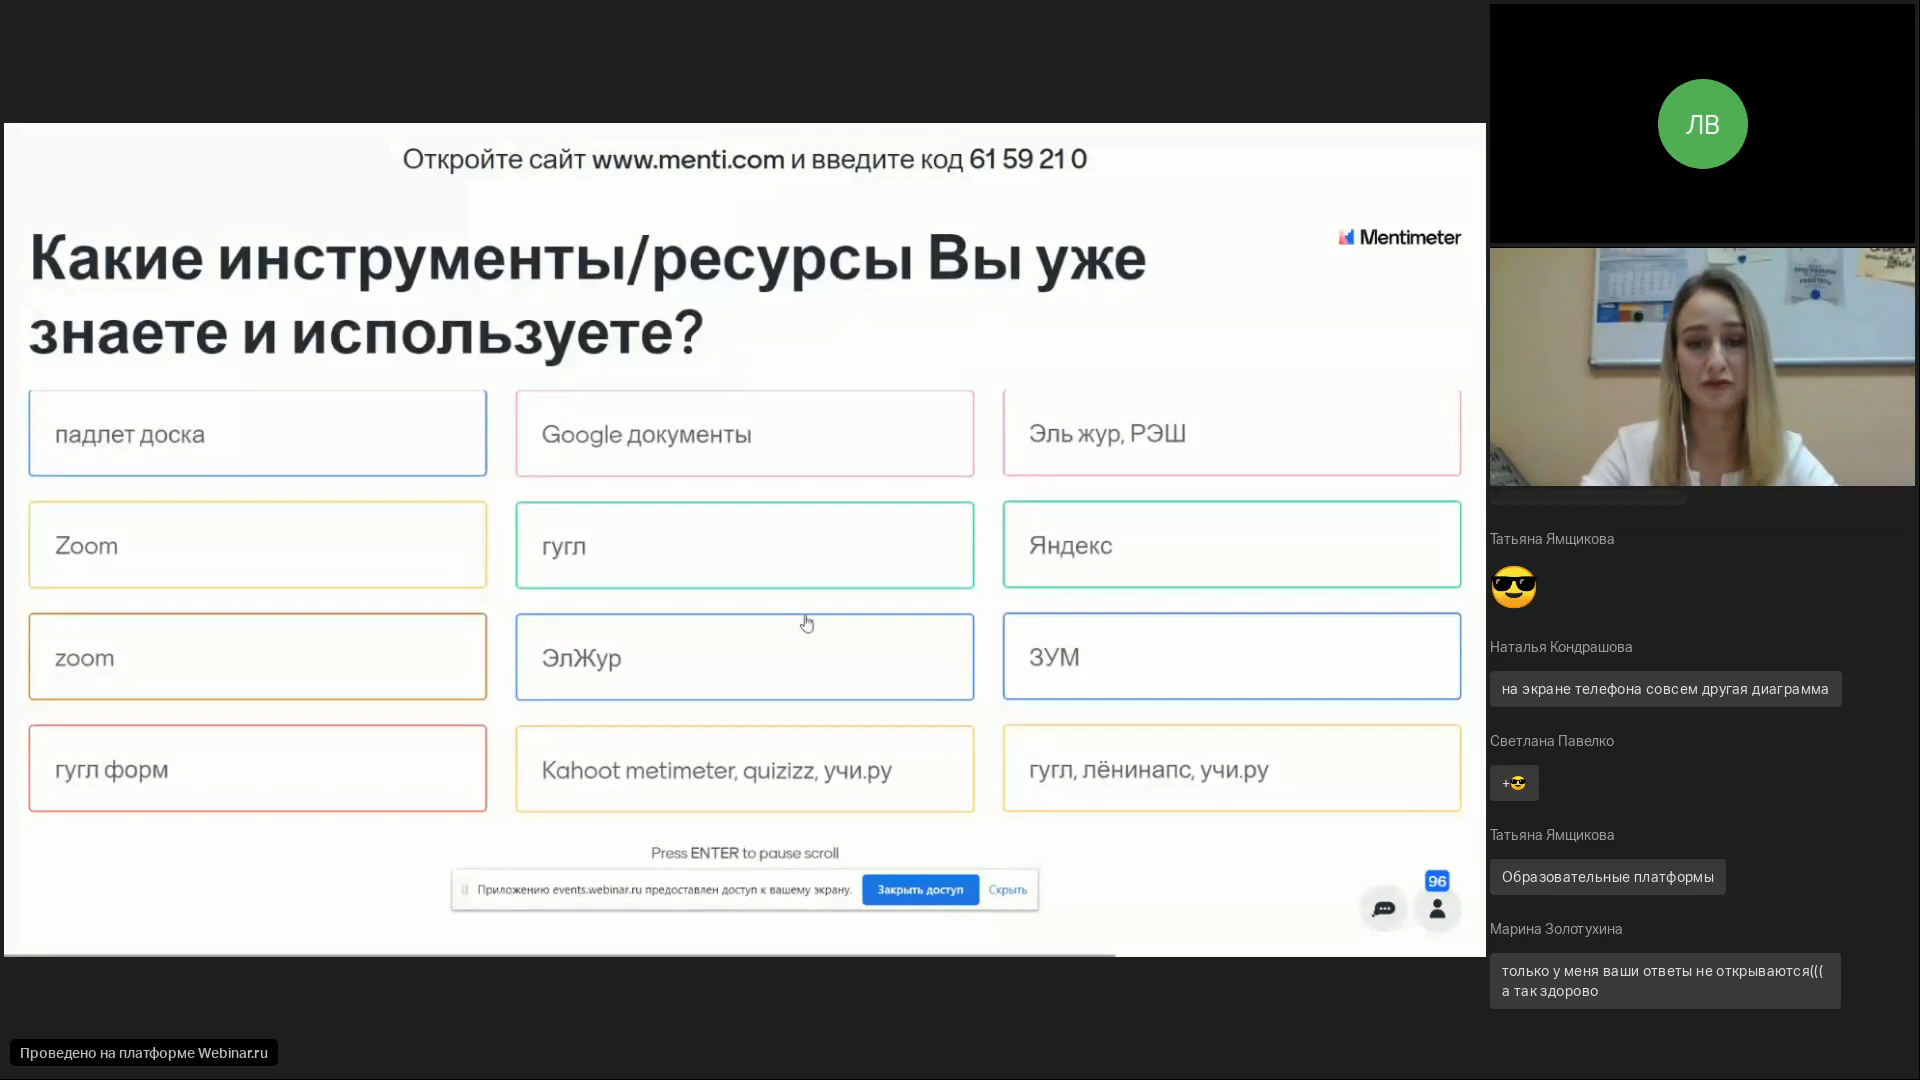 Откройте сайт www.menti.com и введите код 61 59 21 0
Mentimeter
Какие инструменты/ресурсы Вы уже
знаете и используете?
падлет доска
Google документы
Эль жур, РЭШ
Zoom
гугл
Яндекс
zoom
ЭлЖур
ЗУМ
гугл форм
Kahoot metimeter, quizizz, учи.ру
гугл, лёнинапс, учи.ру
Press ENTER to pause scroll
Приложению events.webinar.ru предоставлен доступ к вашему экрану.
Закрыть доступ
Скрыть
96
Проведено на платформе Webinar.ru
ЛВ
Татьяна Ямщикова
Наталья Кондрашова
на экране телефона совсем другая диаграмма
Светлана Павелко
+😎
Татьяна Ямщикова
Образовательные платформы
Марина Золотухина
только у меня ваши ответы не открываются(((
а так здорово